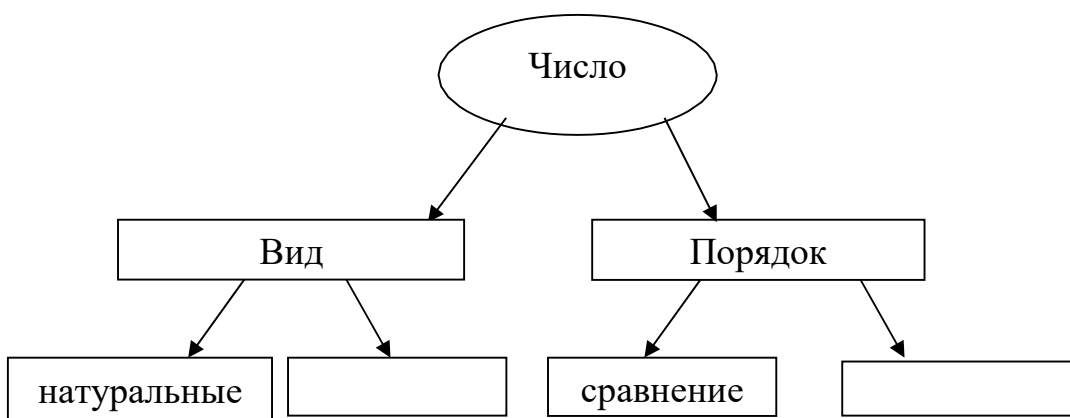 Число
Вид
Порядок
натуральные
сравнение